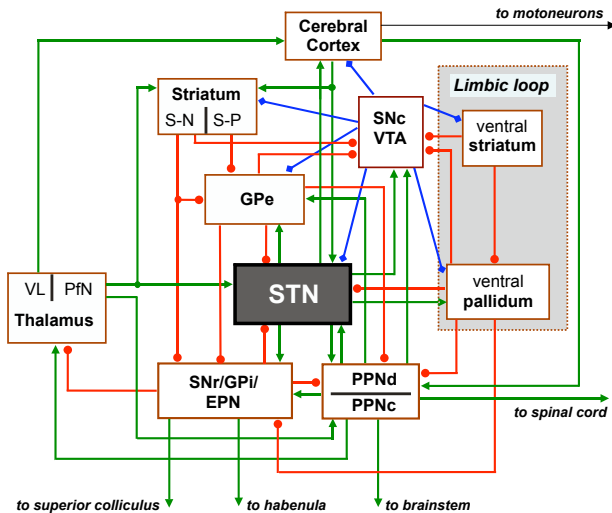 to motoneurons
Cerebral
Cortex
Limbic loop
Striatum
S-N S-P
SNc
VTA
ventral
striatum
GPe
STN
VL PfN
Thalamus
ventral
pallidum
SNr/GPi/
EPN
PPNd
PPNc
to spinal cord
to superior colliculus
to habenula
to brainstem